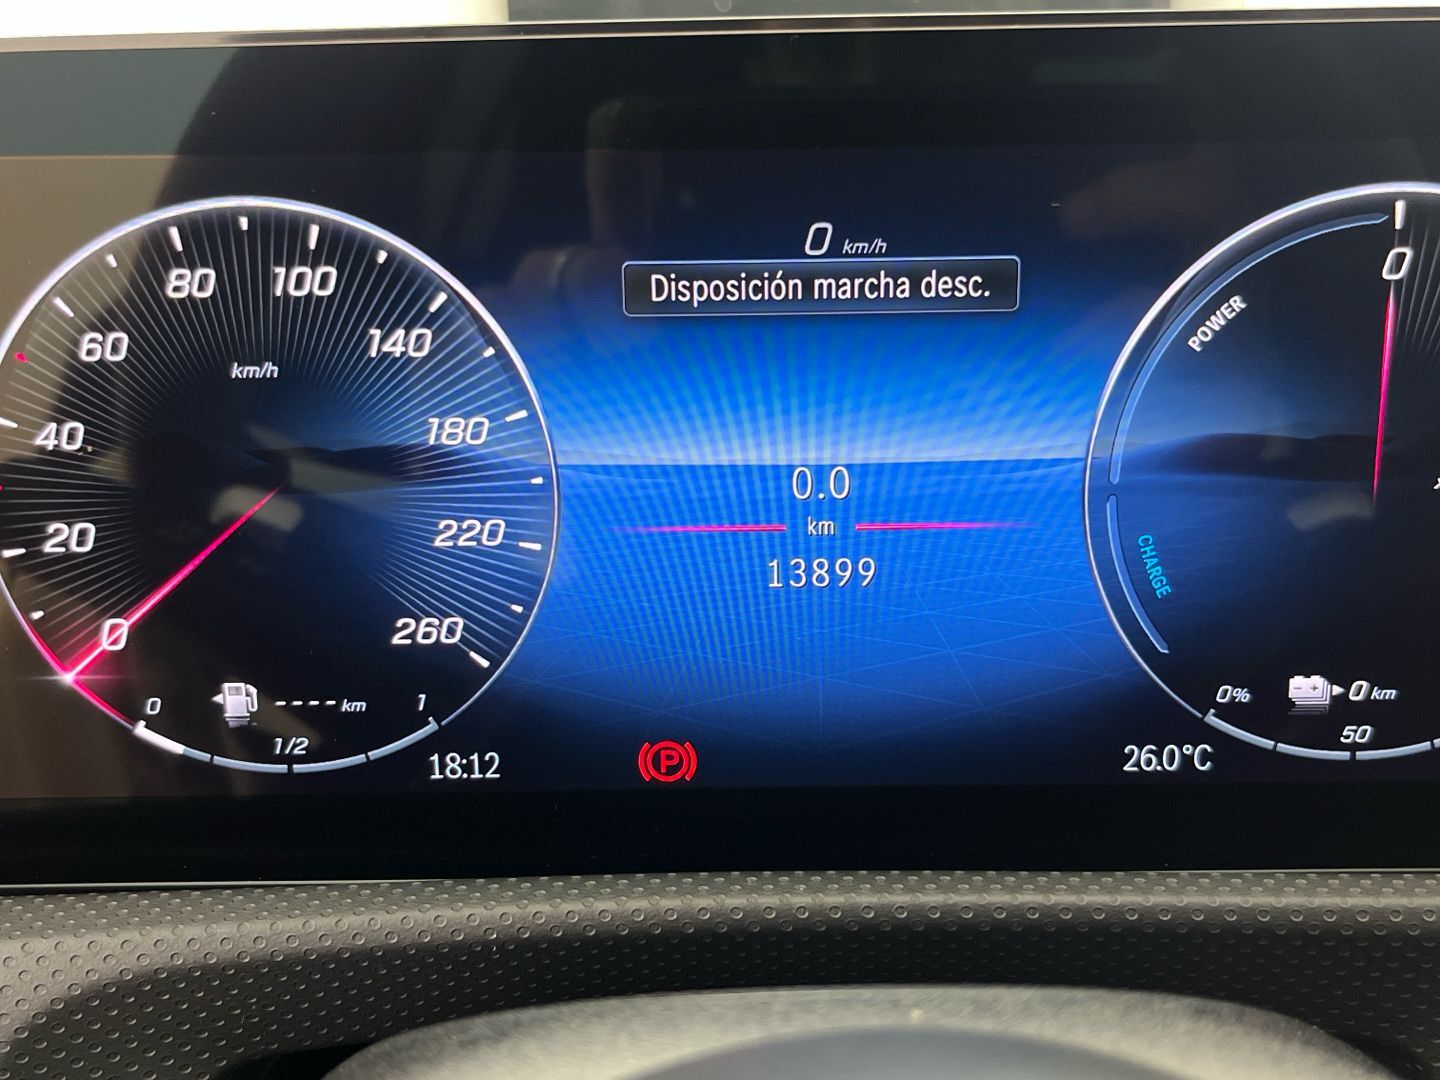 0 km/h
Disposición marcha desc.
0
20
40
60
80
100
140
180
220
260
km/h
0 1/2 1
---- km
18:12
0.0
km
13899
P
0
POWER
CHARGE
0%
50
0 km
26.0°C